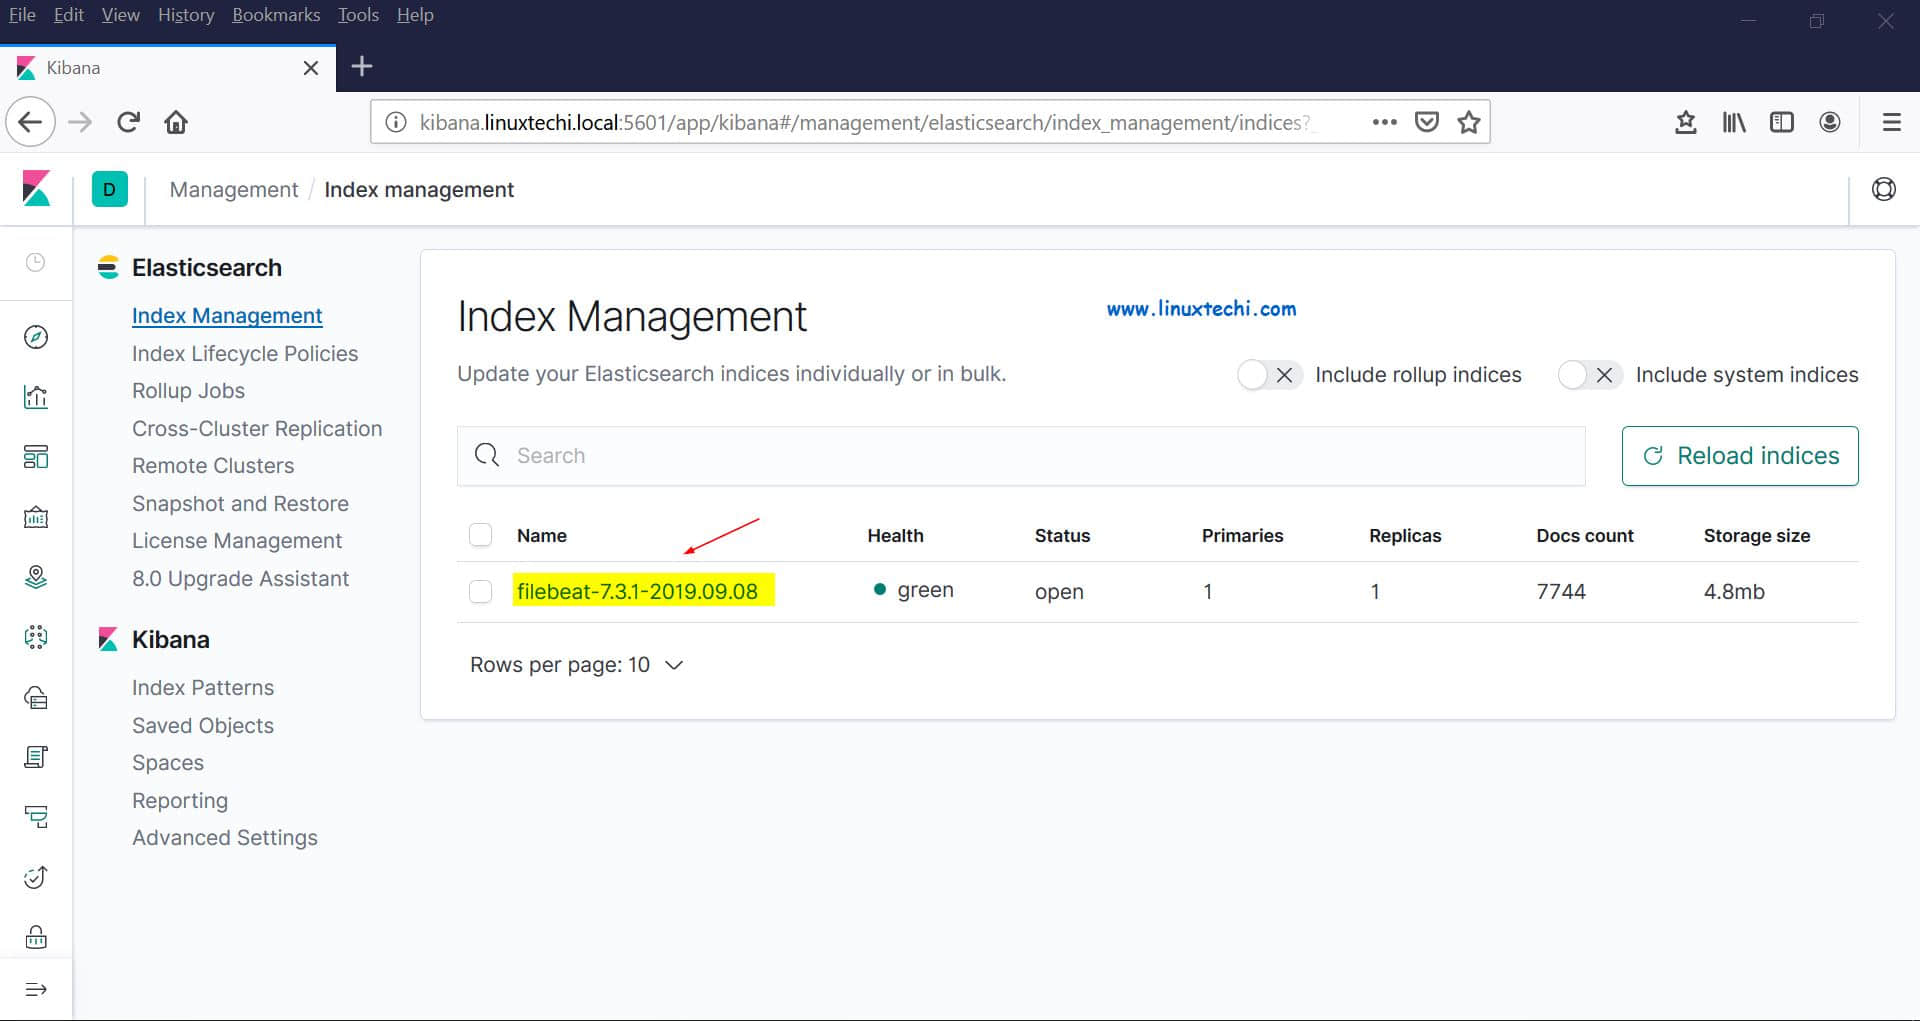 File Edit View History Bookmarks Tools Help
Kibana
kibana.linuxtechi.local:5601/app/kibana#/management/elasticsearch/index_management/indices?_
D Management / Index management
Elasticsearch
Index Management
Index Lifecycle Policies
Rollup Jobs
Cross-Cluster Replication
Remote Clusters
Snapshot and Restore
License Management
8.0 Upgrade Assistant
Kibana
Index Patterns
Saved Objects
Spaces
Reporting
Advanced Settings
Index Management
www.linuxtechi.com
Update your Elasticsearch indices individually or in bulk.
Include rollup indices Include system indices
Search Reload indices
Name Health Status Primaries Replicas Docs count Storage size
filebeat-7.3.1-2019.09.08 green open 1 1 7744 4.8mb
Rows per page: 10